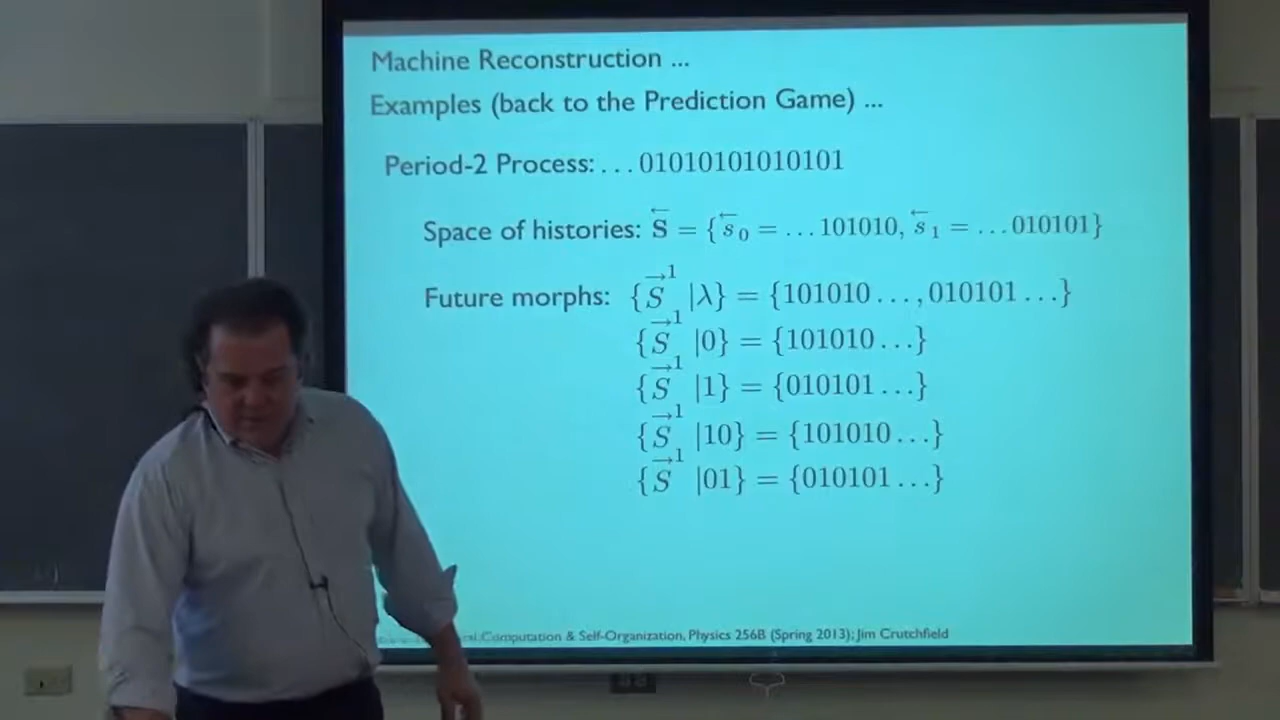 Machine Reconstruction ...
Examples (back to the Prediction Game) ...
Period-2 Process: . . . 01010101010101
Space of histories: S⃖ = {s⃖₀ = . . . 101010, s⃖₁ = . . . 010101}
Future morphs: {S⃗¹ |λ} = {101010 . . . , 010101 . . .}
{S⃗¹ |0} = {101010 . . .}
{S⃗¹ |1} = {010101 . . .}
{S⃗¹ |10} = {101010 . . .}
{S⃗¹ |01} = {010101 . . .}
Computation & Self-Organization, Physics 256B (Spring 2013); Jim Crutchfield